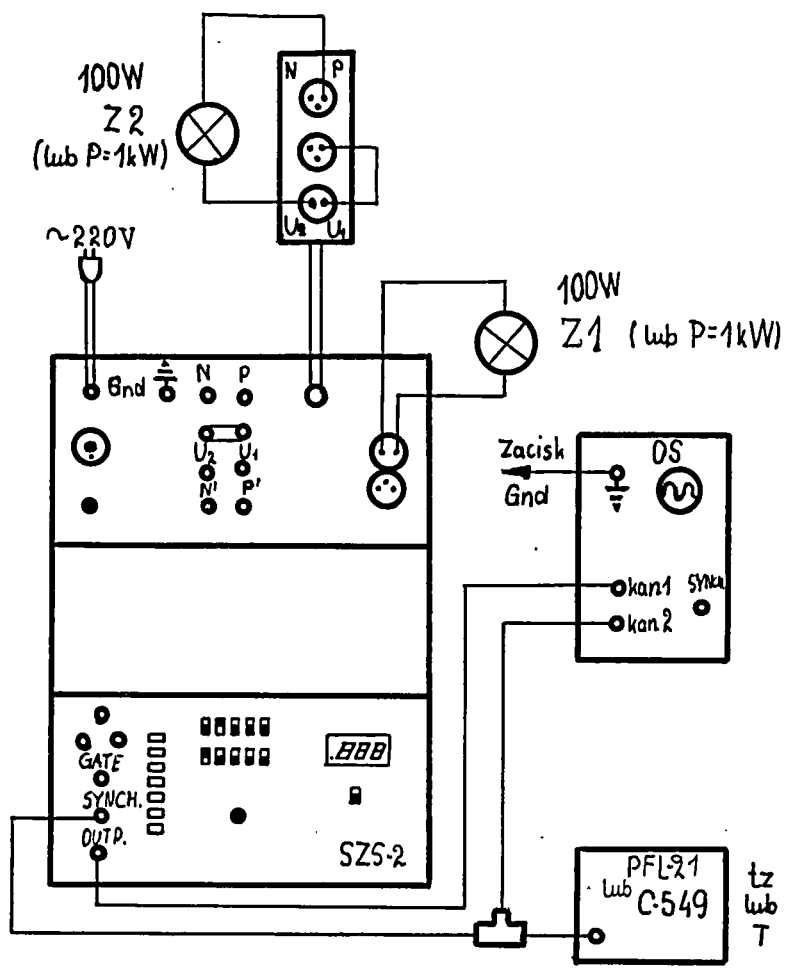 N P
100W
Z2
(lub P=1kW)
U2 U1
~220V
100W
Z1 (lub P=1kW)
Gnd N P
U2 U1
N' P'
Zacisk
Gnd
OS
kan1 SYNCH.
kan2
GATE
SYNCH.
OUTP.
.888
SZS-2
PFL-21
lub C-549
tz
lub
T